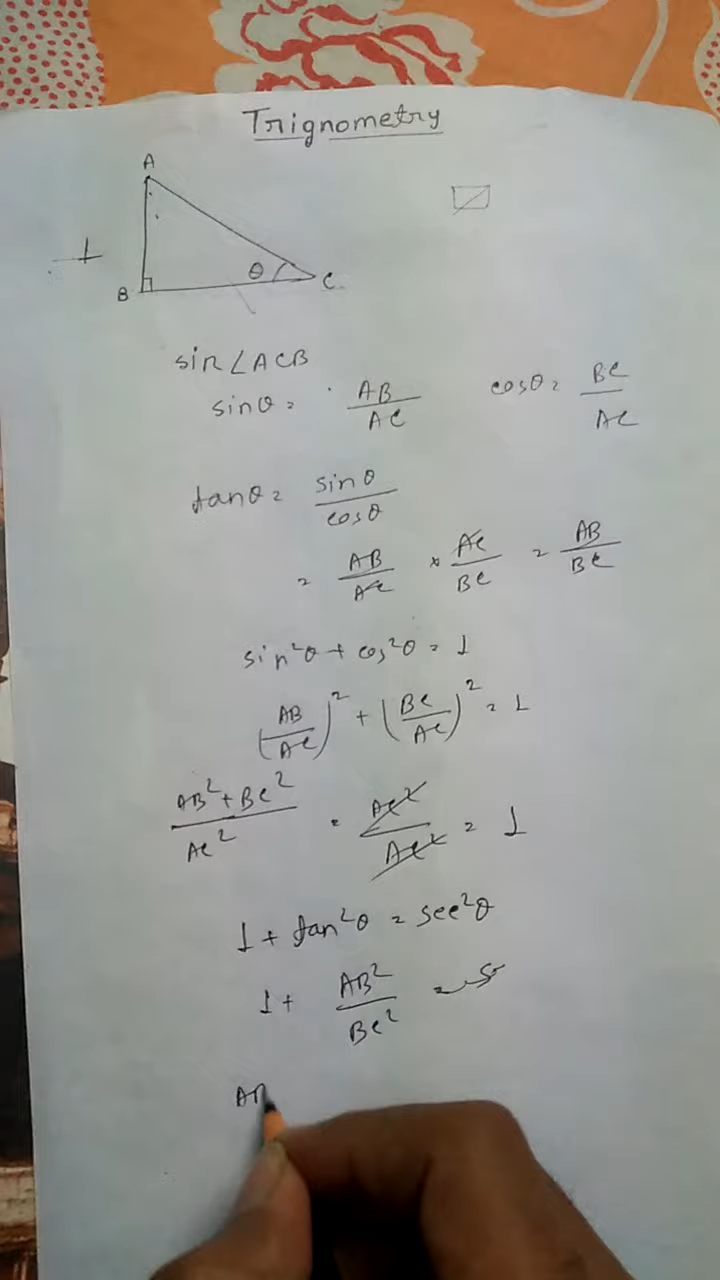 Trignometry
A
B
θ
C
sin ∠ACB
sinθ = AB/AC cosθ = BC/AC
tanθ = sinθ/cosθ
= AB/AC × AC/BC = AB/BC
sin²θ + cos²θ = 1
(AB/AC)² + (BC/AC)² = 1
AB² + BC²/AC² = AC²/AC² = 1
1 + tan²θ = sec²θ
1 + AB²/BC² =